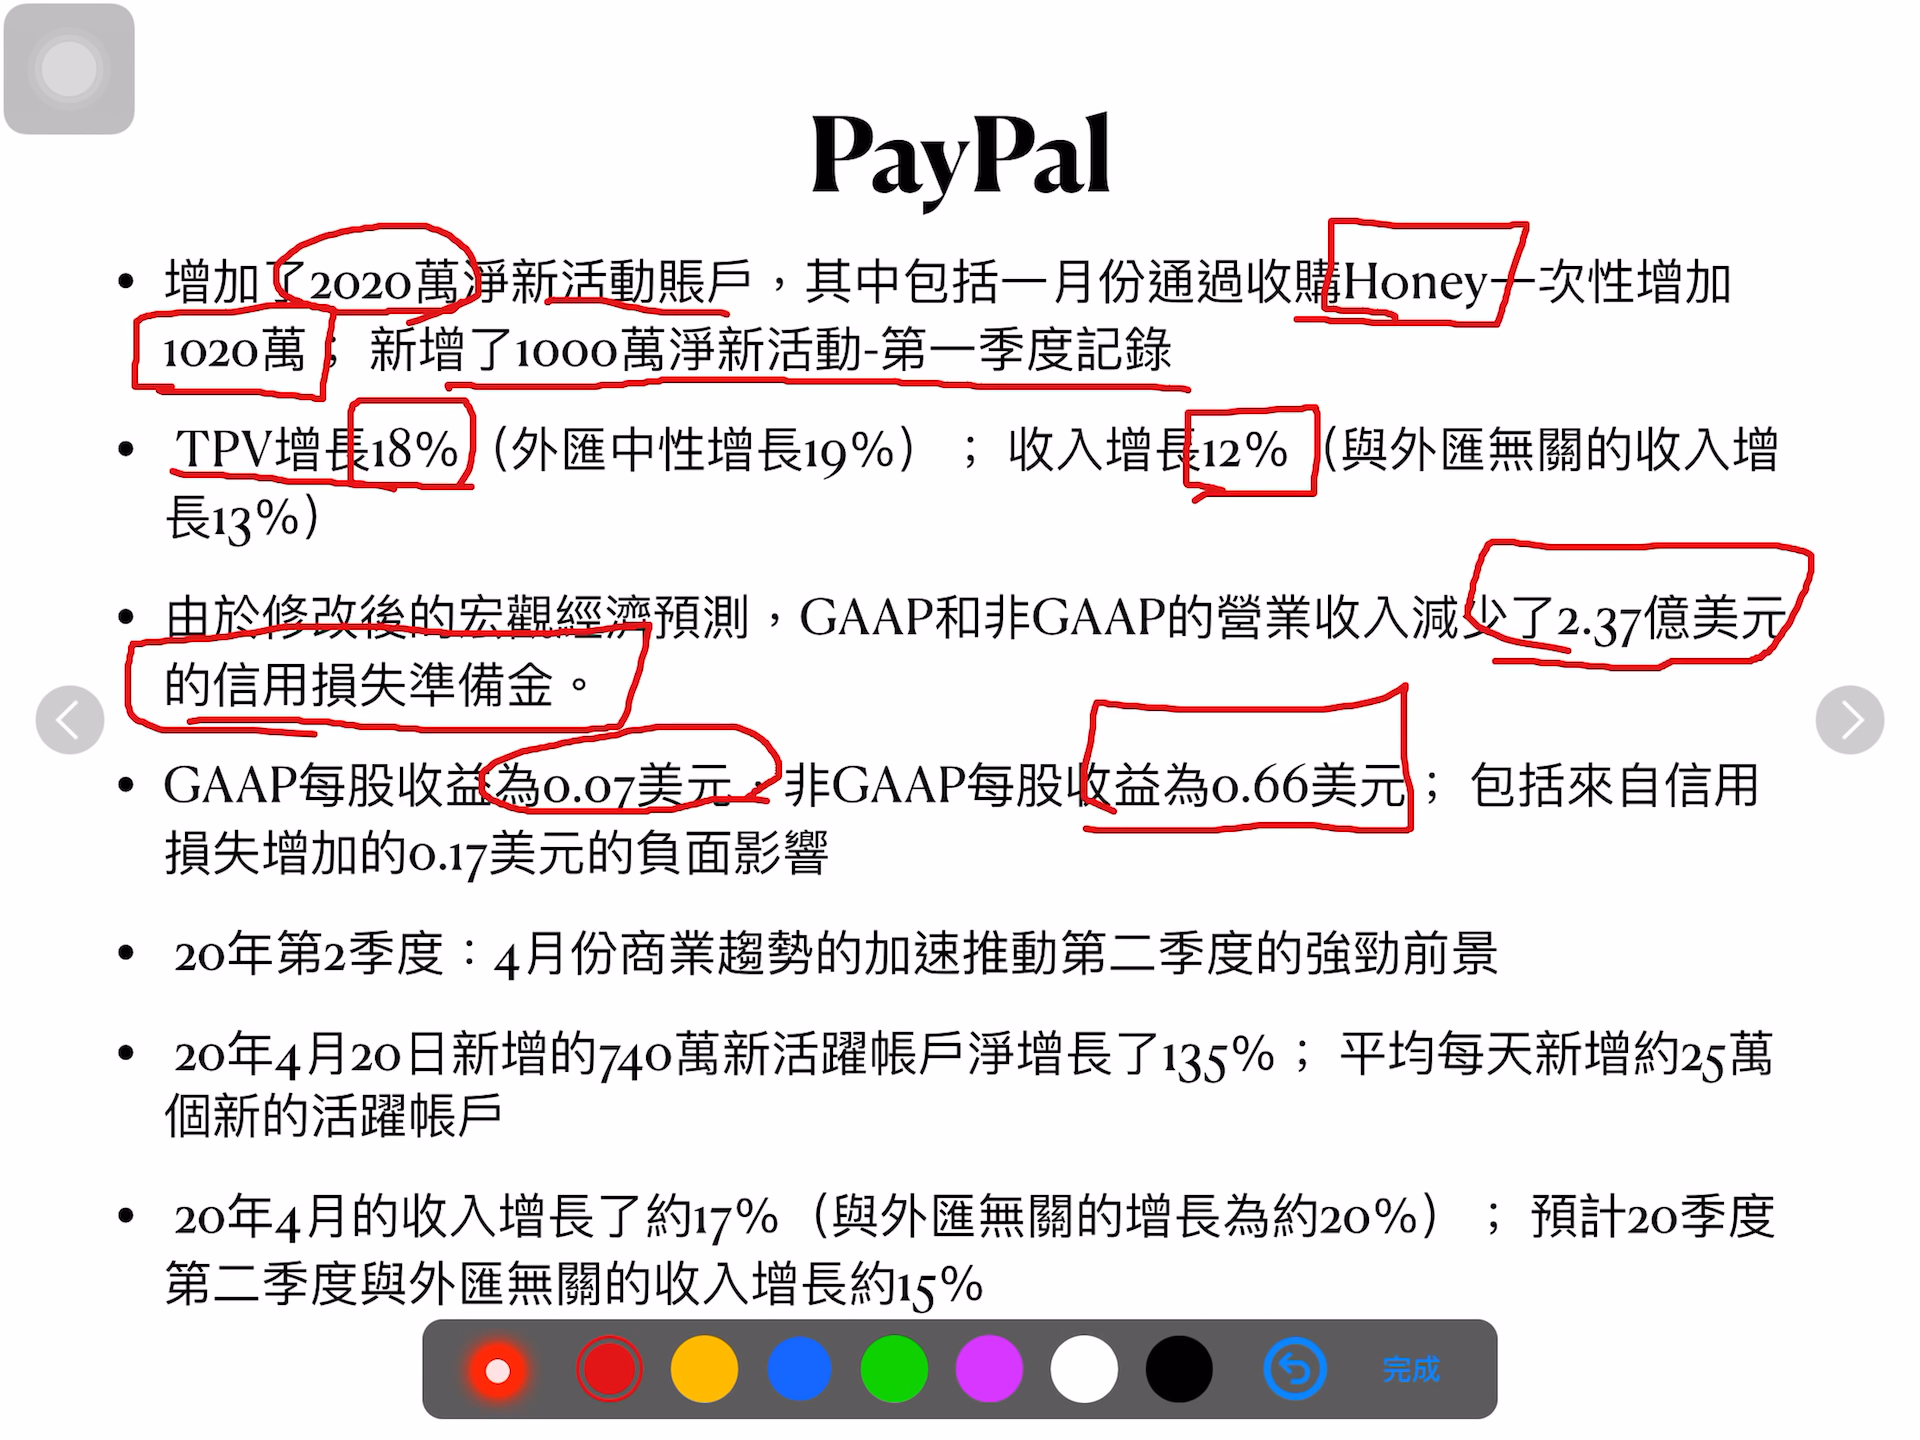 PayPal
• 增加了2020萬淨新活動賬戶，其中包括一月份通過收購Honey一次性增加
1020萬； 新增了1000萬淨新活動-第一季度記錄
• TPV增長18%（外匯中性增長19%）； 收入增長12%（與外匯無關的收入增
長13%）
• 由於修改後的宏觀經濟預測，GAAP和非GAAP的營業收入減少了2.37億美元
的信用損失準備金。
• GAAP每股收益為0.07美元，非GAAP每股收益為0.66美元； 包括來自信用
損失增加的0.17美元的負面影響
• 20年第2季度：4月份商業趨勢的加速推動第二季度的強勁前景
• 20年4月20日新增的740萬新活躍帳戶淨增長了135%； 平均每天新增約25萬
個新的活躍帳戶
• 20年4月的收入增長了約17%（與外匯無關的增長為約20%）； 預計20季度
第二季度與外匯無關的收入增長約15%
完成